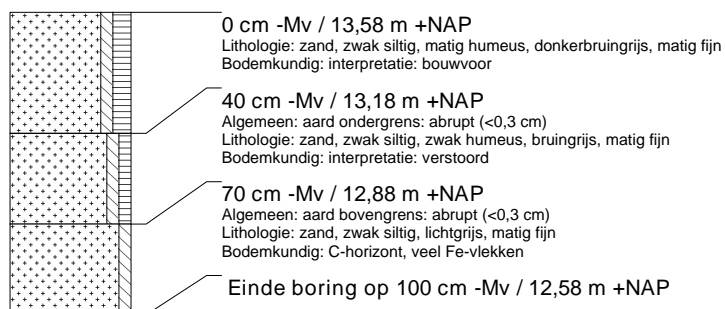 0 cm -Mv / 13,58 m +NAP
Lithologie: zand, zwak siltig, matig humeus, donkerbruingrijs, matig fijn
Bodemkundig: interpretatie: bouwvoor
40 cm -Mv / 13,18 m +NAP
Algemeen: aard ondergrens: abrupt (<0,3 cm)
Lithologie: zand, zwak siltig, zwak humeus, bruingrijs, matig fijn
Bodemkundig: interpretatie: verstoord
70 cm -Mv / 12,88 m +NAP
Algemeen: aard bovengrens: abrupt (<0,3 cm)
Lithologie: zand, zwak siltig, lichtgrijs, matig fijn
Bodemkundig: C-horizont, veel Fe-vlekken
Einde boring op 100 cm -Mv / 12,58 m +NAP